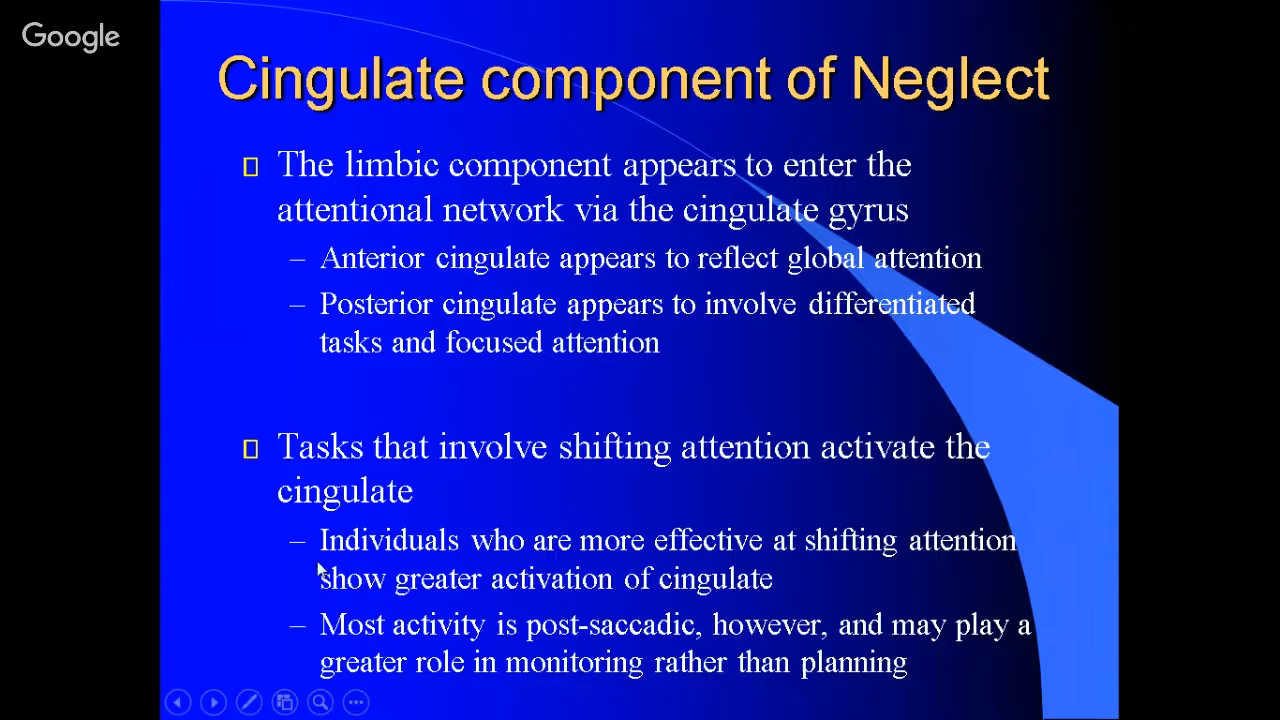 Google
Cingulate component of Neglect
The limbic component appears to enter the
attentional network via the cingulate gyrus
– Anterior cingulate appears to reflect global attention
– Posterior cingulate appears to involve differentiated
tasks and focused attention
Tasks that involve shifting attention activate the
cingulate
– Individuals who are more effective at shifting attention
show greater activation of cingulate
– Most activity is post-saccadic, however, and may play a
greater role in monitoring rather than planning